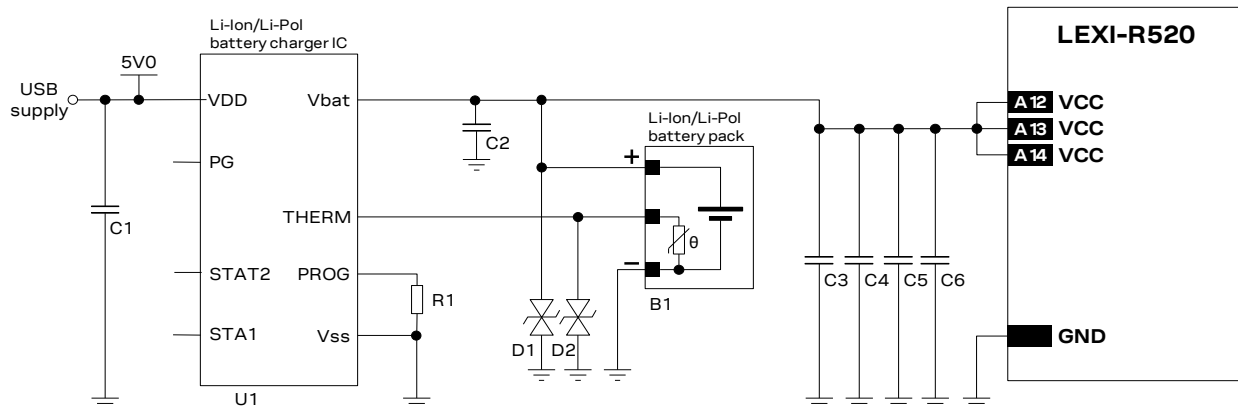 Li-Ion/Li-Pol
battery charger IC
5V0
USB
supply
VDD
PG
STAT2
STA1
Vbat
THERM
PROG
Vss
U1
C1
R1
C2
D1
D2
Li-Ion/Li-Pol
battery pack
+
θ
−
B1
C3
C4
C5
C6
LEXI-R520
A12 VCC
A13 VCC
A14 VCC
GND